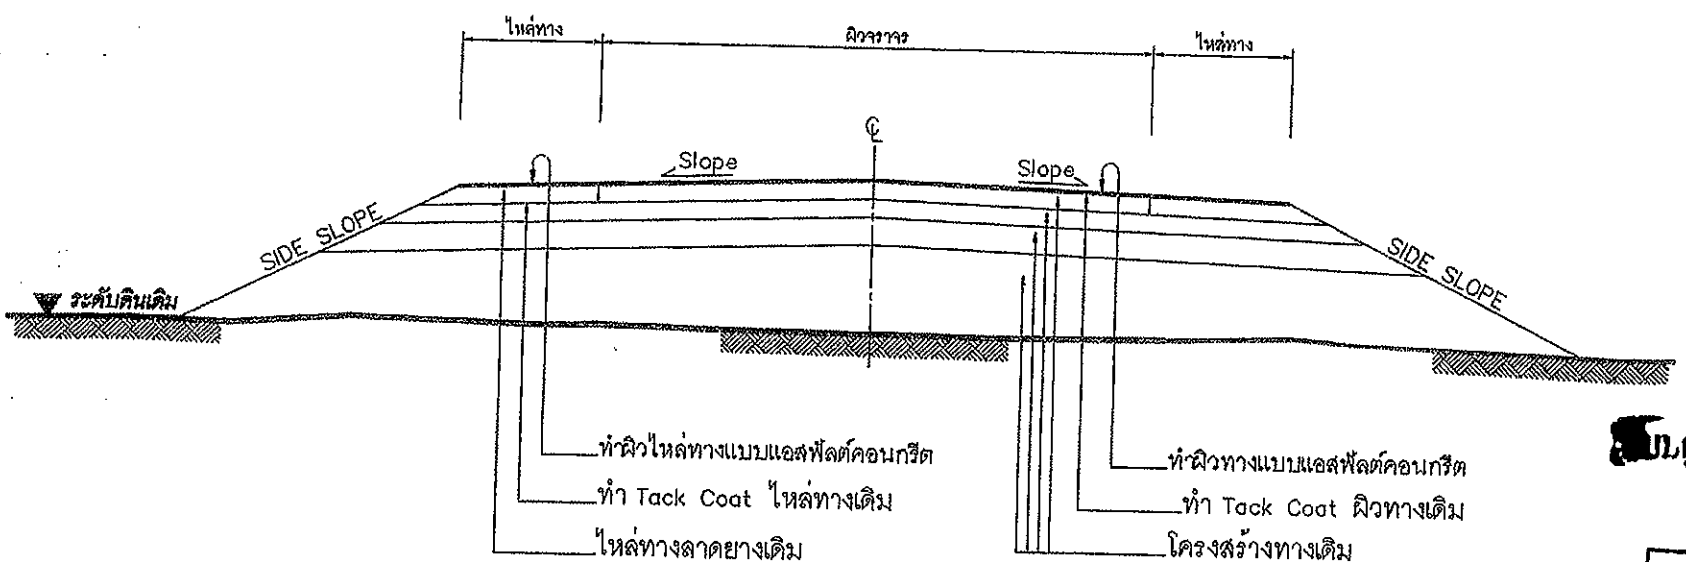 ไหล่ทาง
ผิวจราจร
ไหล่ทาง
℄
Slope
Slope
SIDE SLOPE
SIDE SLOPE
ระดับดินเดิม
ทำผิวไหล่ทางแบบแอสฟัลต์คอนกรีต
ทำผิวทางแบบแอสฟัลต์คอนกรีต
ทำ Tack Coat ไหล่ทางเดิม
ทำ Tack Coat ผิวทางเดิม
ไหล่ทางลาดยางเดิม
โครงสร้างทางเดิม